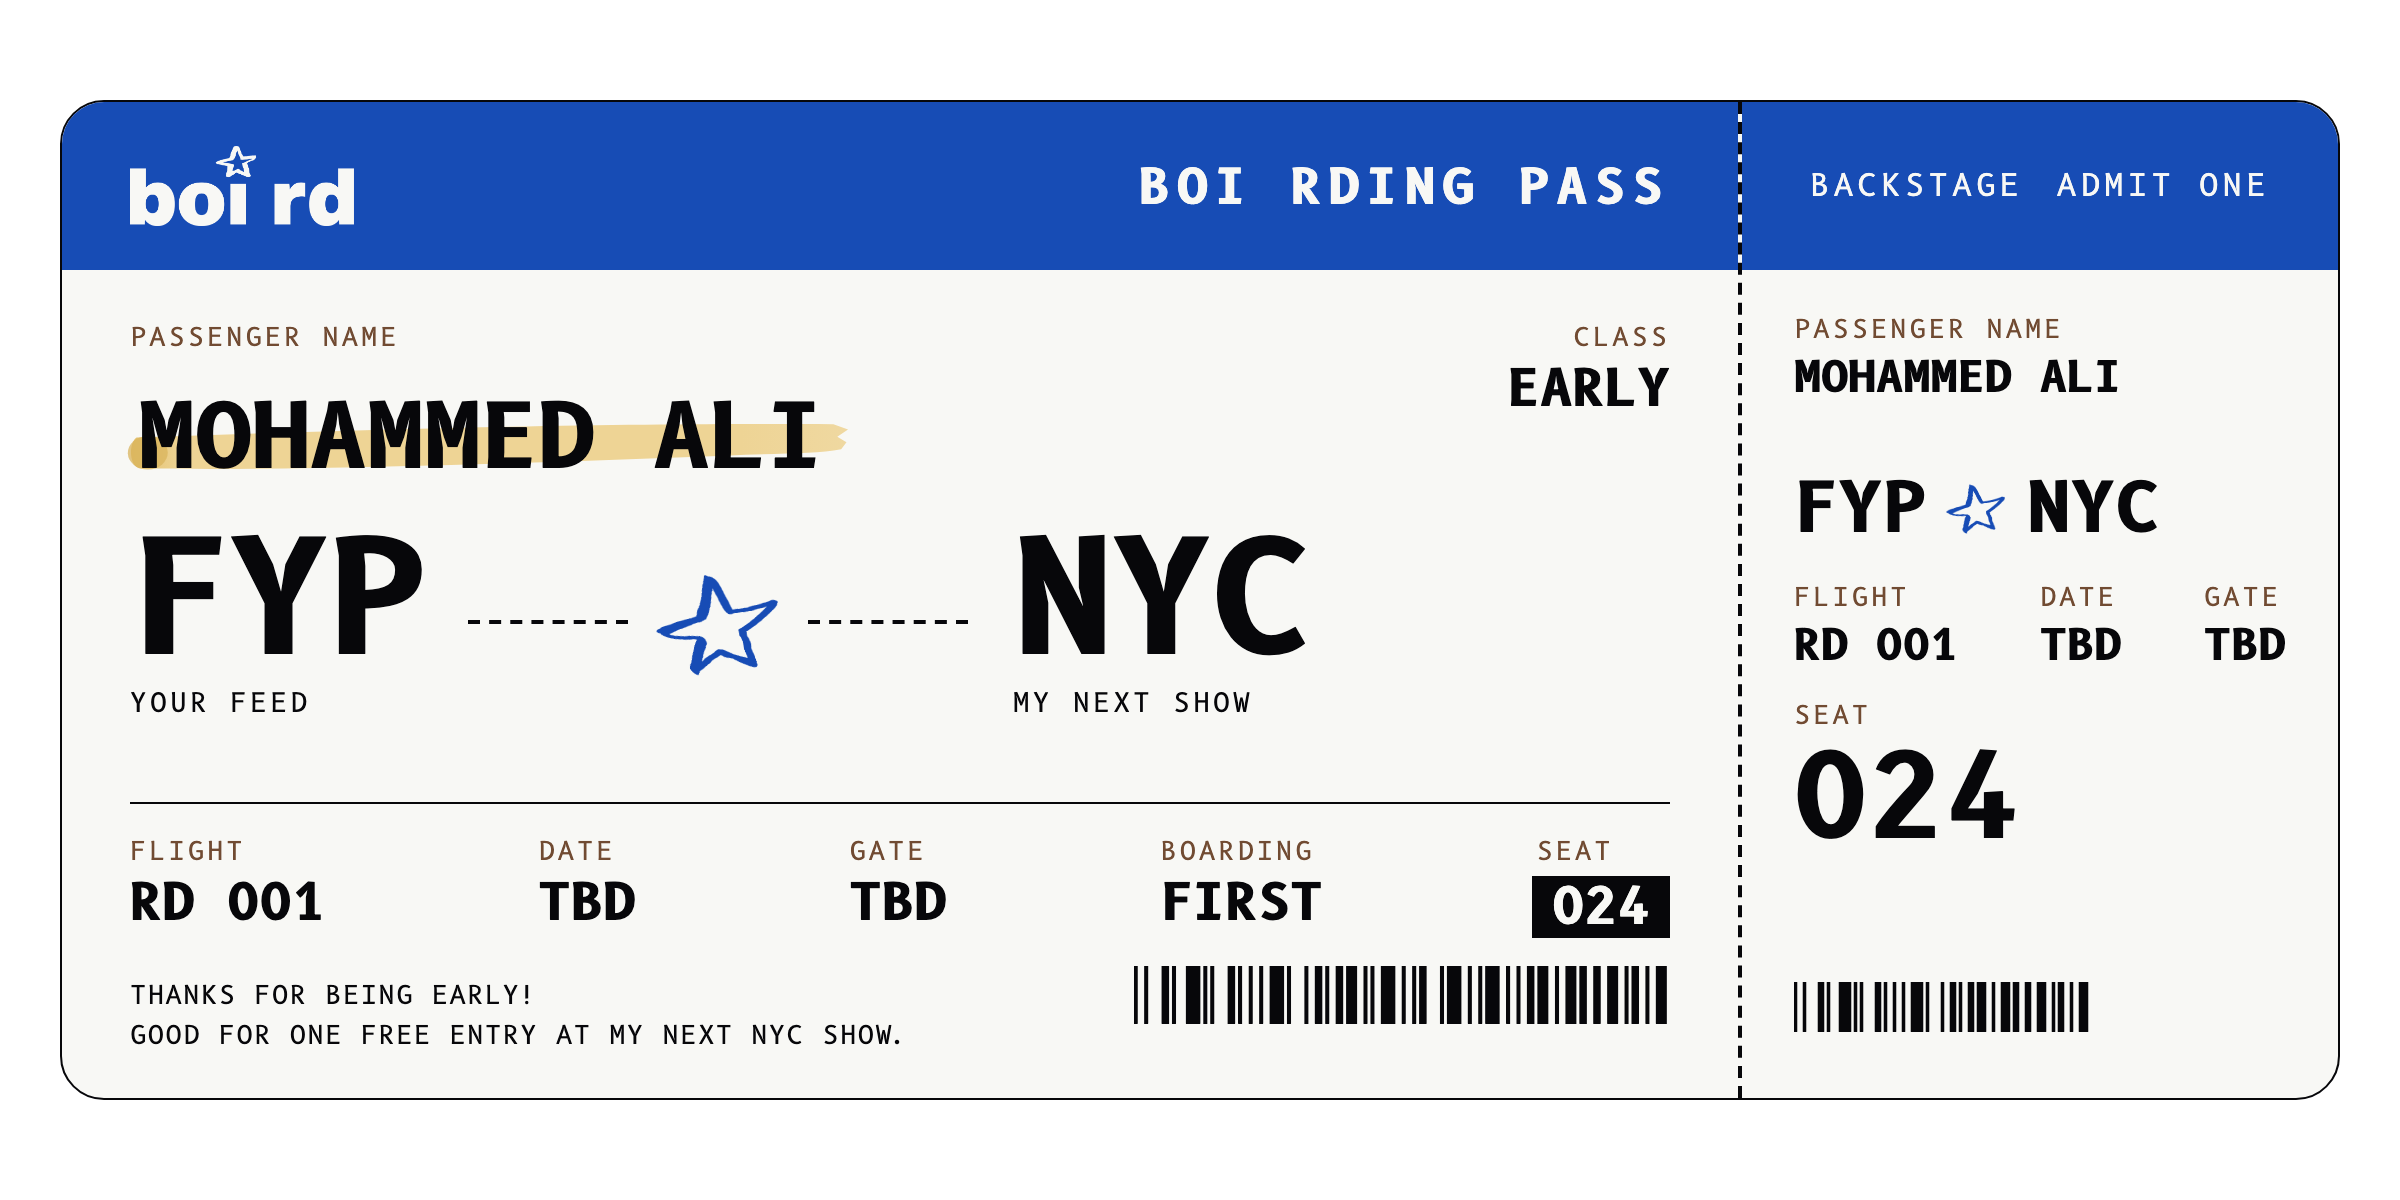 boi rd
BOI RDING PASS
PASSENGER NAME
CLASS
EARLY
MOHAMMED ALI
FYP NYC
YOUR FEED
MY NEXT SHOW
FLIGHT DATE GATE BOARDING SEAT
RD 001 TBD TBD FIRST 024
THANKS FOR BEING EARLY!
GOOD FOR ONE FREE ENTRY AT MY NEXT NYC SHOW.
BACKSTAGE ADMIT ONE
PASSENGER NAME
MOHAMMED ALI
FYP NYC
FLIGHT DATE GATE
RD 001 TBD TBD
SEAT
024